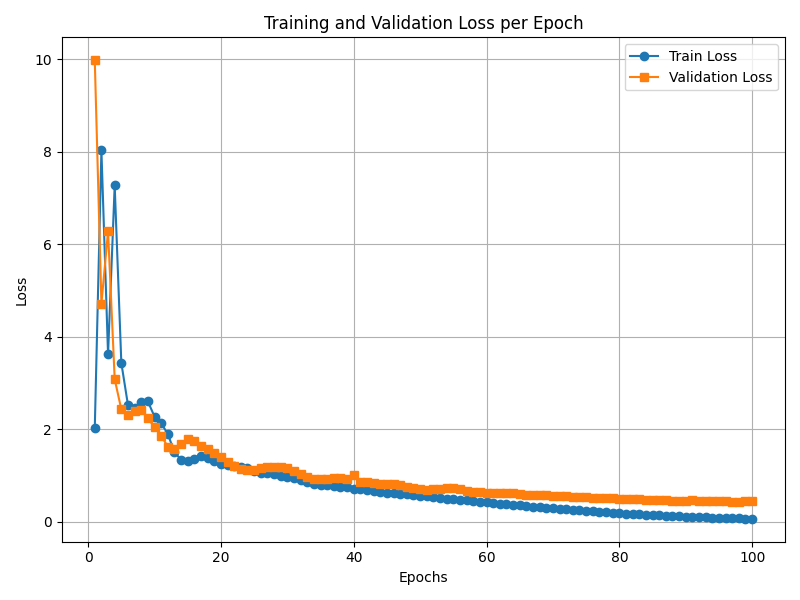 Training and Validation Loss per Epoch
Train Loss
Validation Loss
10
8
6
4
2
0
Loss
0 20 40 60 80 100
Epochs